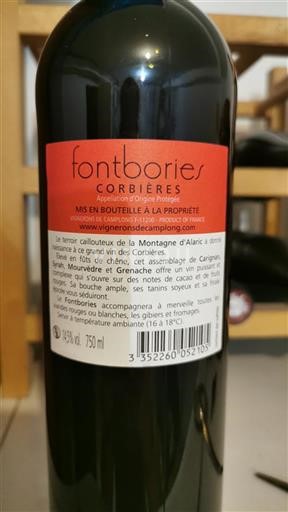 fontbories
CORBIÈRES
Appellation d'Origine Protégée
MIS EN BOUTEILLE À LA PROPRIÉTÉ
VIGNERONS DE CAMPLONG F-11200 - PRODUCT OF FRANCE
www.vigneronsdecamplong.com
Le terroir caillouteux de la Montagne d'Alaric a donné
naissance à ce grand vin des Corbières.
Élevé en fûts de chêne, cet assemblage de Carignan,
Syrah, Mourvèdre et Grenache offre un vin puissant et
complexe qui s'ouvre sur des notes de cacao et de fruits
rouges. Sa bouche ample, ses tanins soyeux et sa finale
vous séduiront.
Le Fontbories accompagnera à merveille toutes les
viandes rouges ou blanches, les gibiers et fromages.
Servir à température ambiante (16 à 18°C).
14,5% vol. 750 ml
3 352260 052105